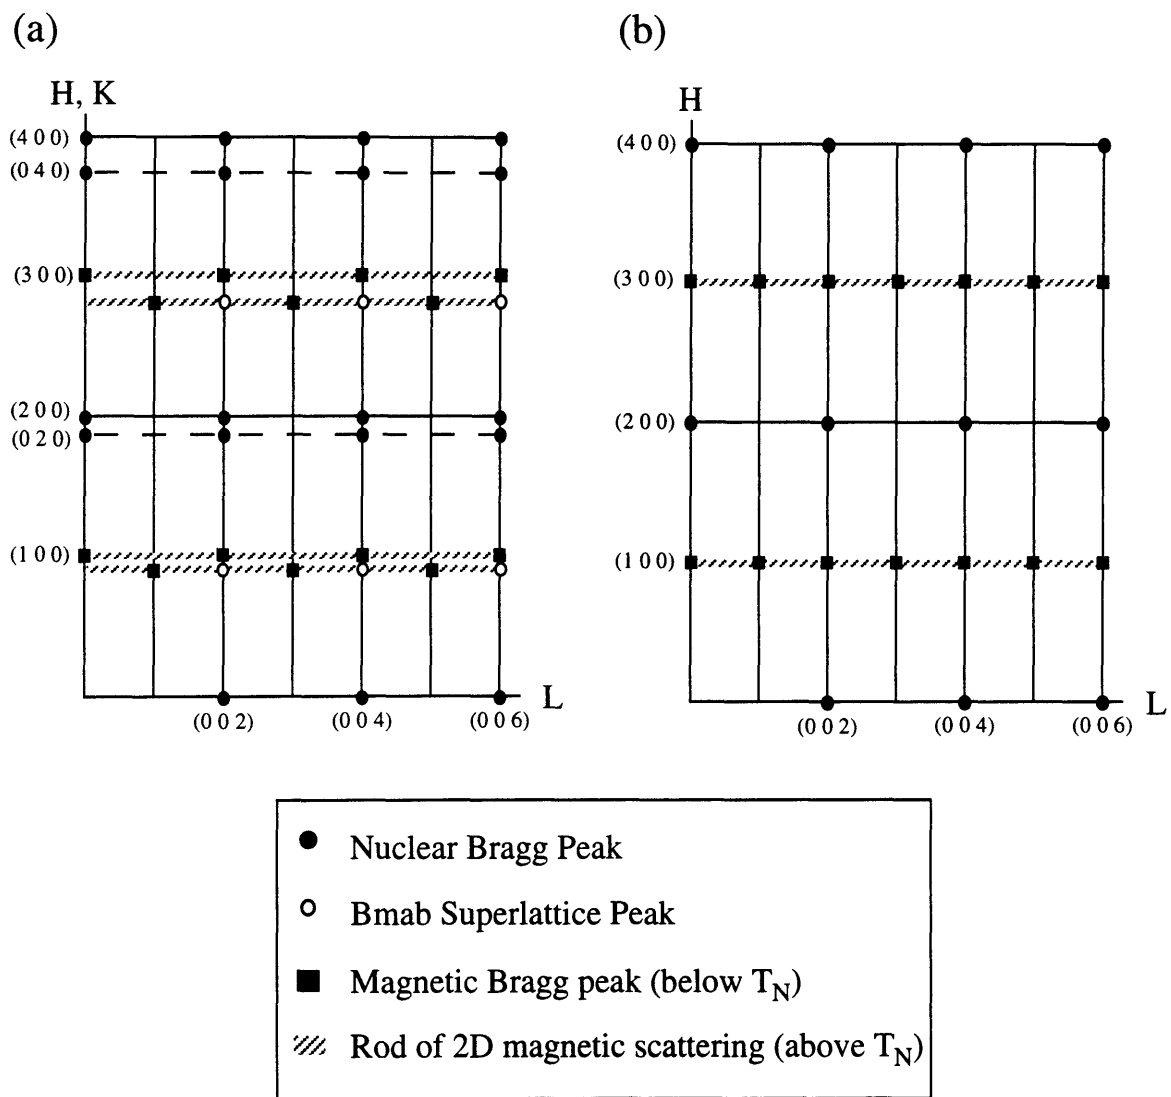 (a)
H, K
(4 0 0)
(0 4 0)
(3 0 0)
(2 0 0)
(0 2 0)
(1 0 0)
L
(0 0 2)
(0 0 4)
(0 0 6)
(b)
H
(4 0 0)
(3 0 0)
(2 0 0)
(1 0 0)
L
(0 0 2)
(0 0 4)
(0 0 6)
Nuclear Bragg Peak
Bmab Superlattice Peak
Magnetic Bragg peak (below T_N)
Rod of 2D magnetic scattering (above T_N)